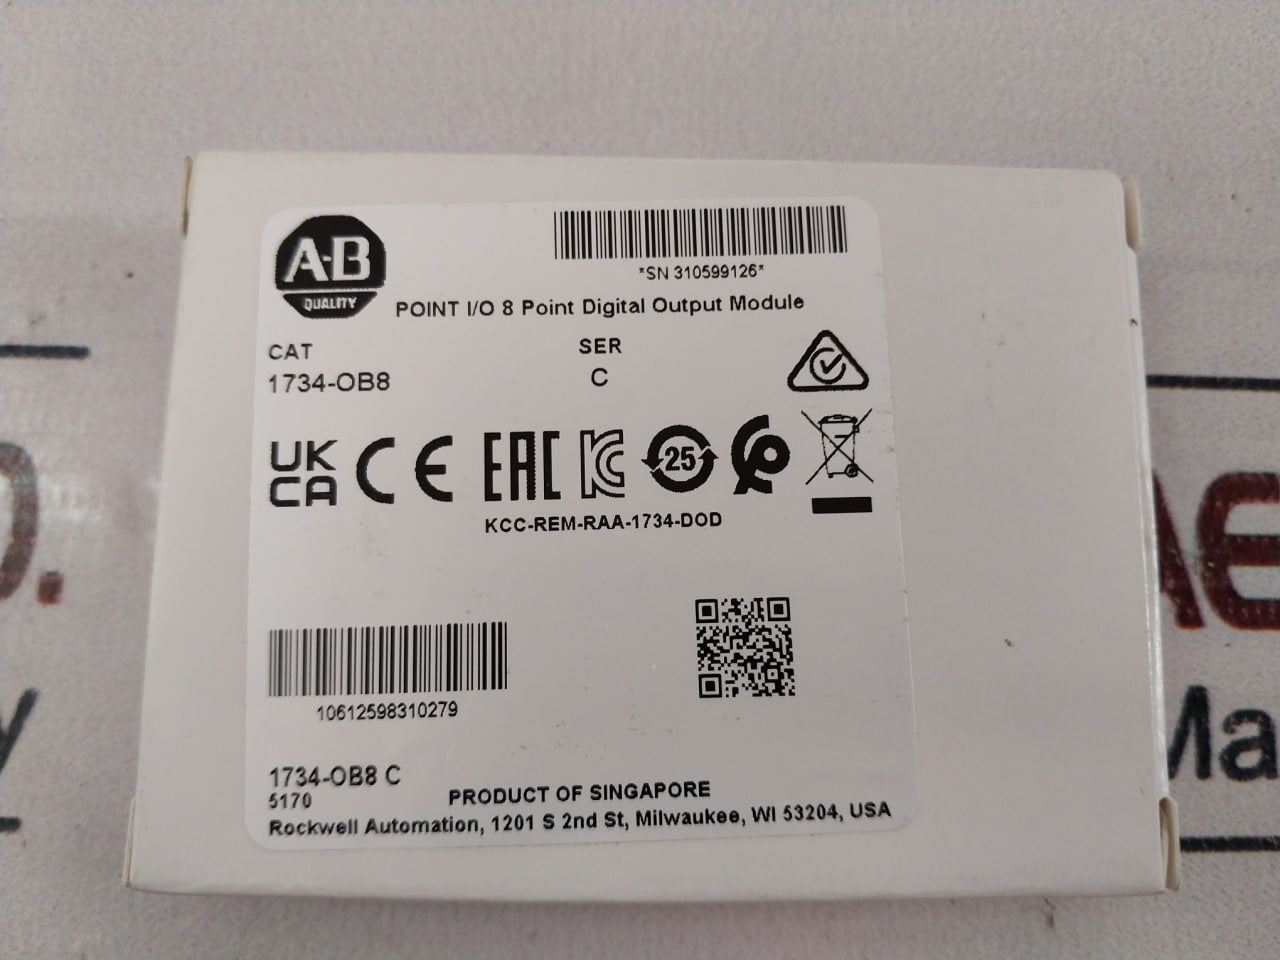 A-B
QUALITY
*SN 310599126*
POINT I/O 8 Point Digital Output Module
CAT
SER
1734-OB8
C
UK
CA
CE
EAC
KC
25
KCC-REM-RAA-1734-DOD
10612598310279
1734-OB8 C
5170
PRODUCT OF SINGAPORE
Rockwell Automation, 1201 S 2nd St, Milwaukee, WI 53204, USA
Ma